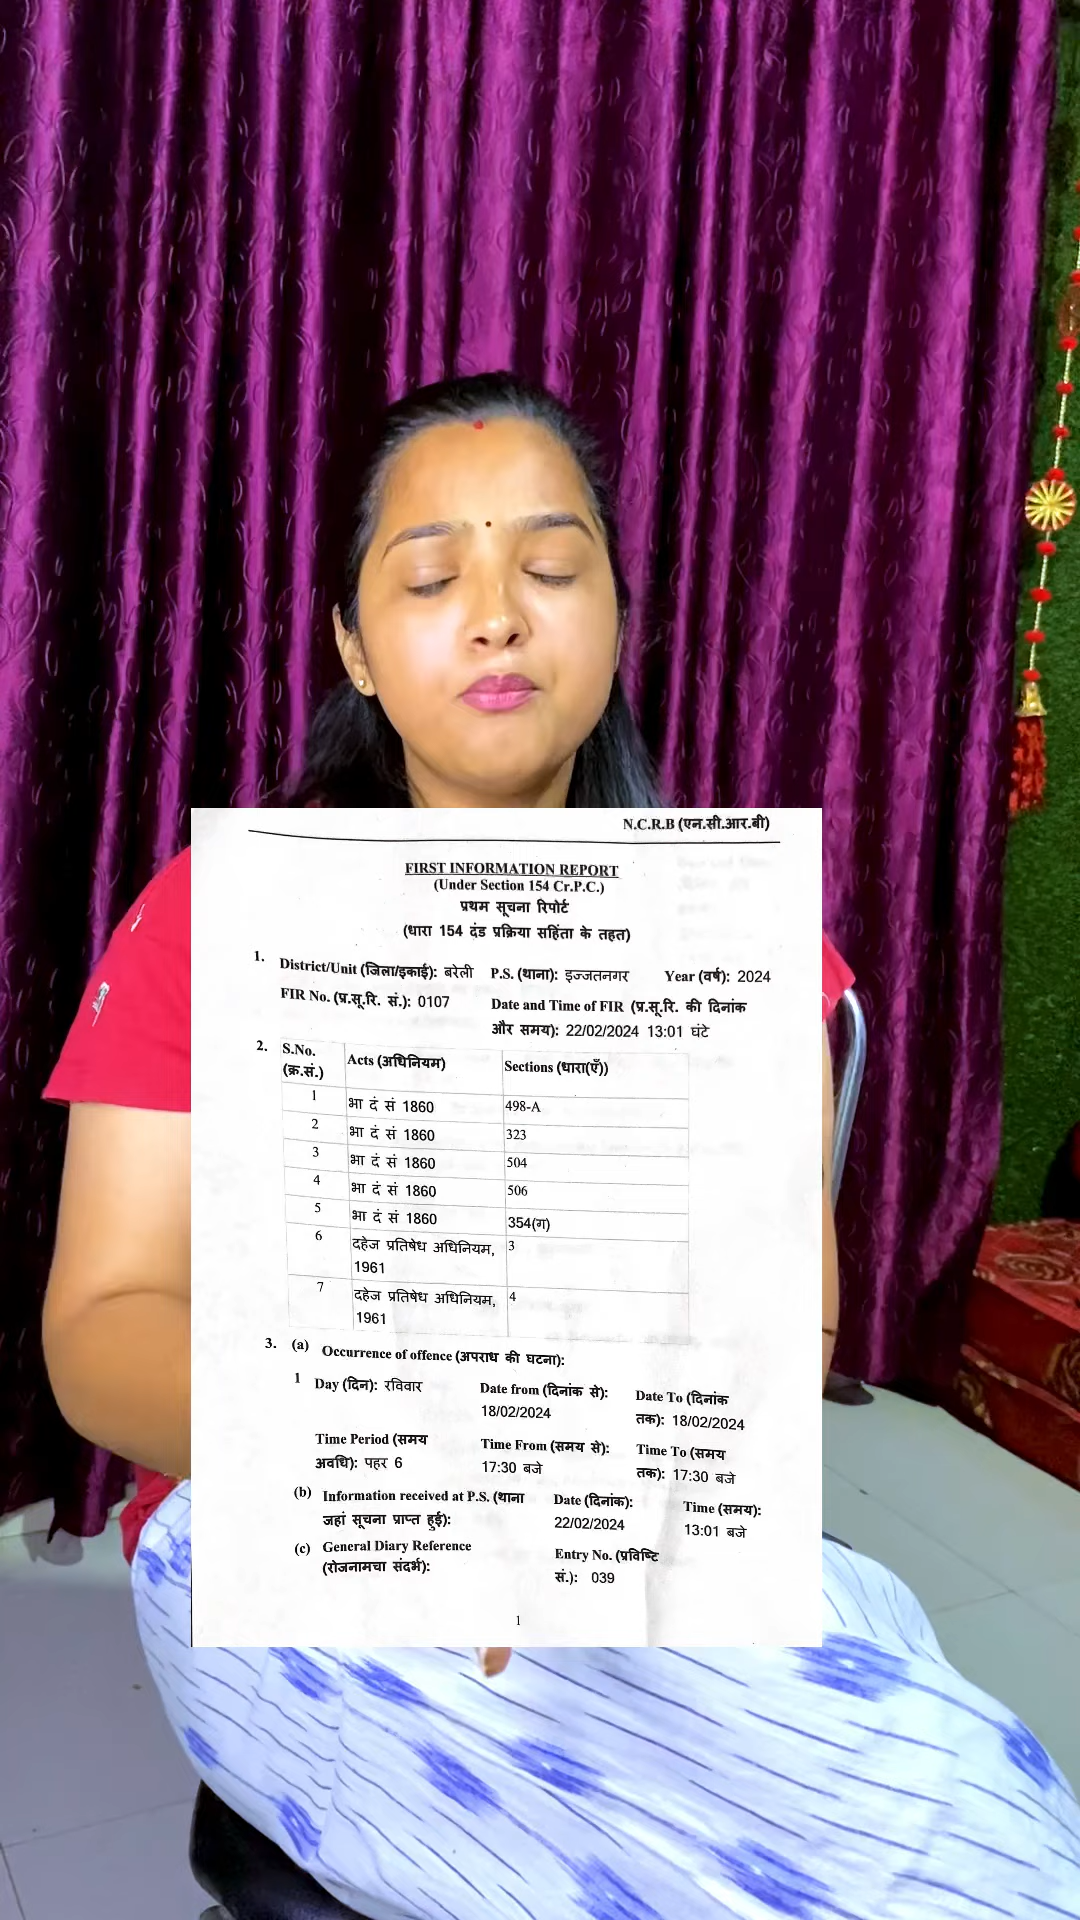 N.C.R.B (एन.सी.आर.बी)
FIRST INFORMATION REPORT
(Under Section 154 Cr.P.C.)
प्रथम सूचना रिपोर्ट
(धारा 154 दंड प्रक्रिया सहिंता के तहत)
1. District/Unit (जिला/इकाई): बरेली P.S. (थाना): इज्जतनगर Year (वर्ष): 2024
FIR No. (प्र.सू.रि. सं.): 0107 Date and Time of FIR (प्र.सू.रि. की दिनांक
और समय): 22/02/2024 13:01 घंटे
2. S.No. Acts (अधिनियम) Sections (धारा(एँ))
(क्र.सं.)
1 भा दं सं 1860 498-A
2 भा दं सं 1860 323
3 भा दं सं 1860 504
4 भा दं सं 1860 506
5 भा दं सं 1860 354(ग)
6 दहेज प्रतिषेध अधिनियम, 3
1961
7 दहेज प्रतिषेध अधिनियम, 4
1961
3. (a) Occurrence of offence (अपराध की घटना):
1 Day (दिन): रविवार Date from (दिनांक से): Date To (दिनांक
18/02/2024 तक): 18/02/2024
Time Period (समय Time From (समय से): Time To (समय
अवधि): पहर 6 17:30 बजे तक): 17:30 बजे
(b) Information received at P.S. (थाना Date (दिनांक): Time (समय):
जहां सूचना प्राप्त हुई): 22/02/2024 13:01 बजे
(c) General Diary Reference Entry No. (प्रविष्टि
(रोजनामचा संदर्भ): सं.): 039
1